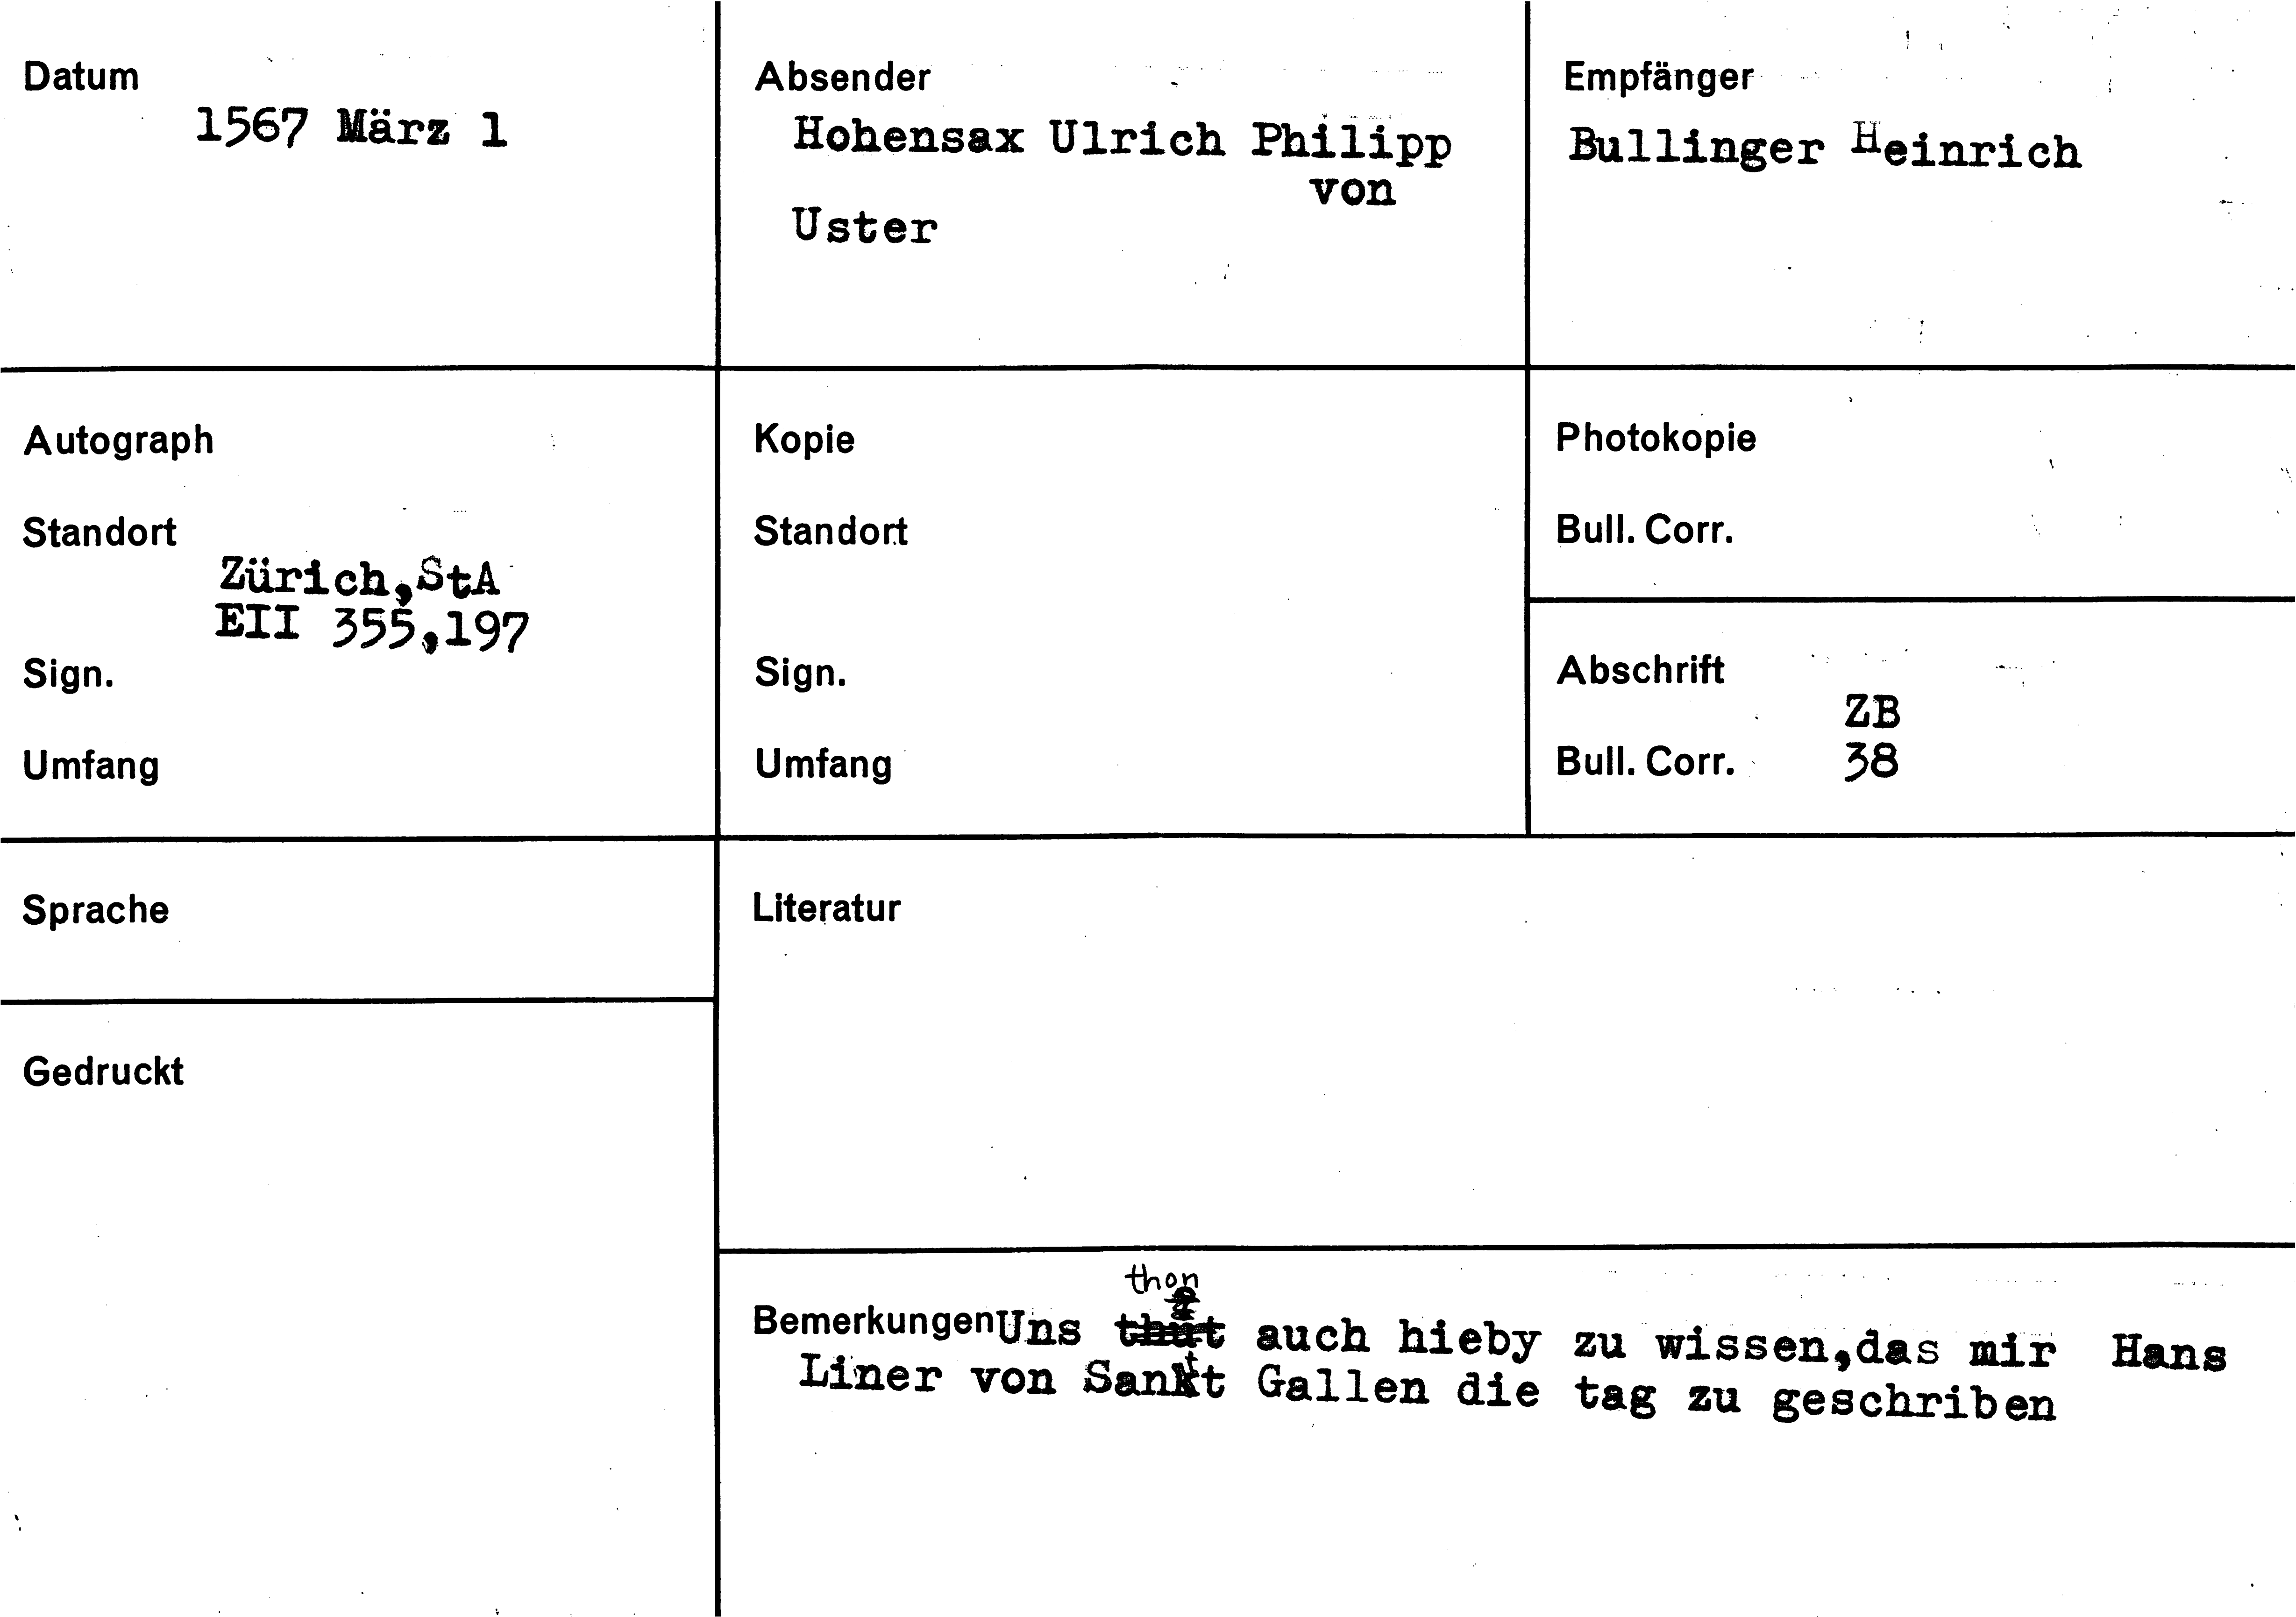 Datum
1567 März 1
Absender
Hohensax Ulrich Philipp
von
Uster
Empfänger
Bullinger Heinrich
Autograph
Standort
Zürich,StA
EII 355,197
Sign.
Umfang
Kopie
Standort
Sign.
Umfang
Photokopie
Bull. Corr.
Abschrift
ZB
Bull. Corr. 38
Sprache
Gedruckt
Literatur
thon
Bemerkungen Uns thut auch hieby zu wissen,das mir Hans
Liner von Sankt Gallen die tag zu geschriben